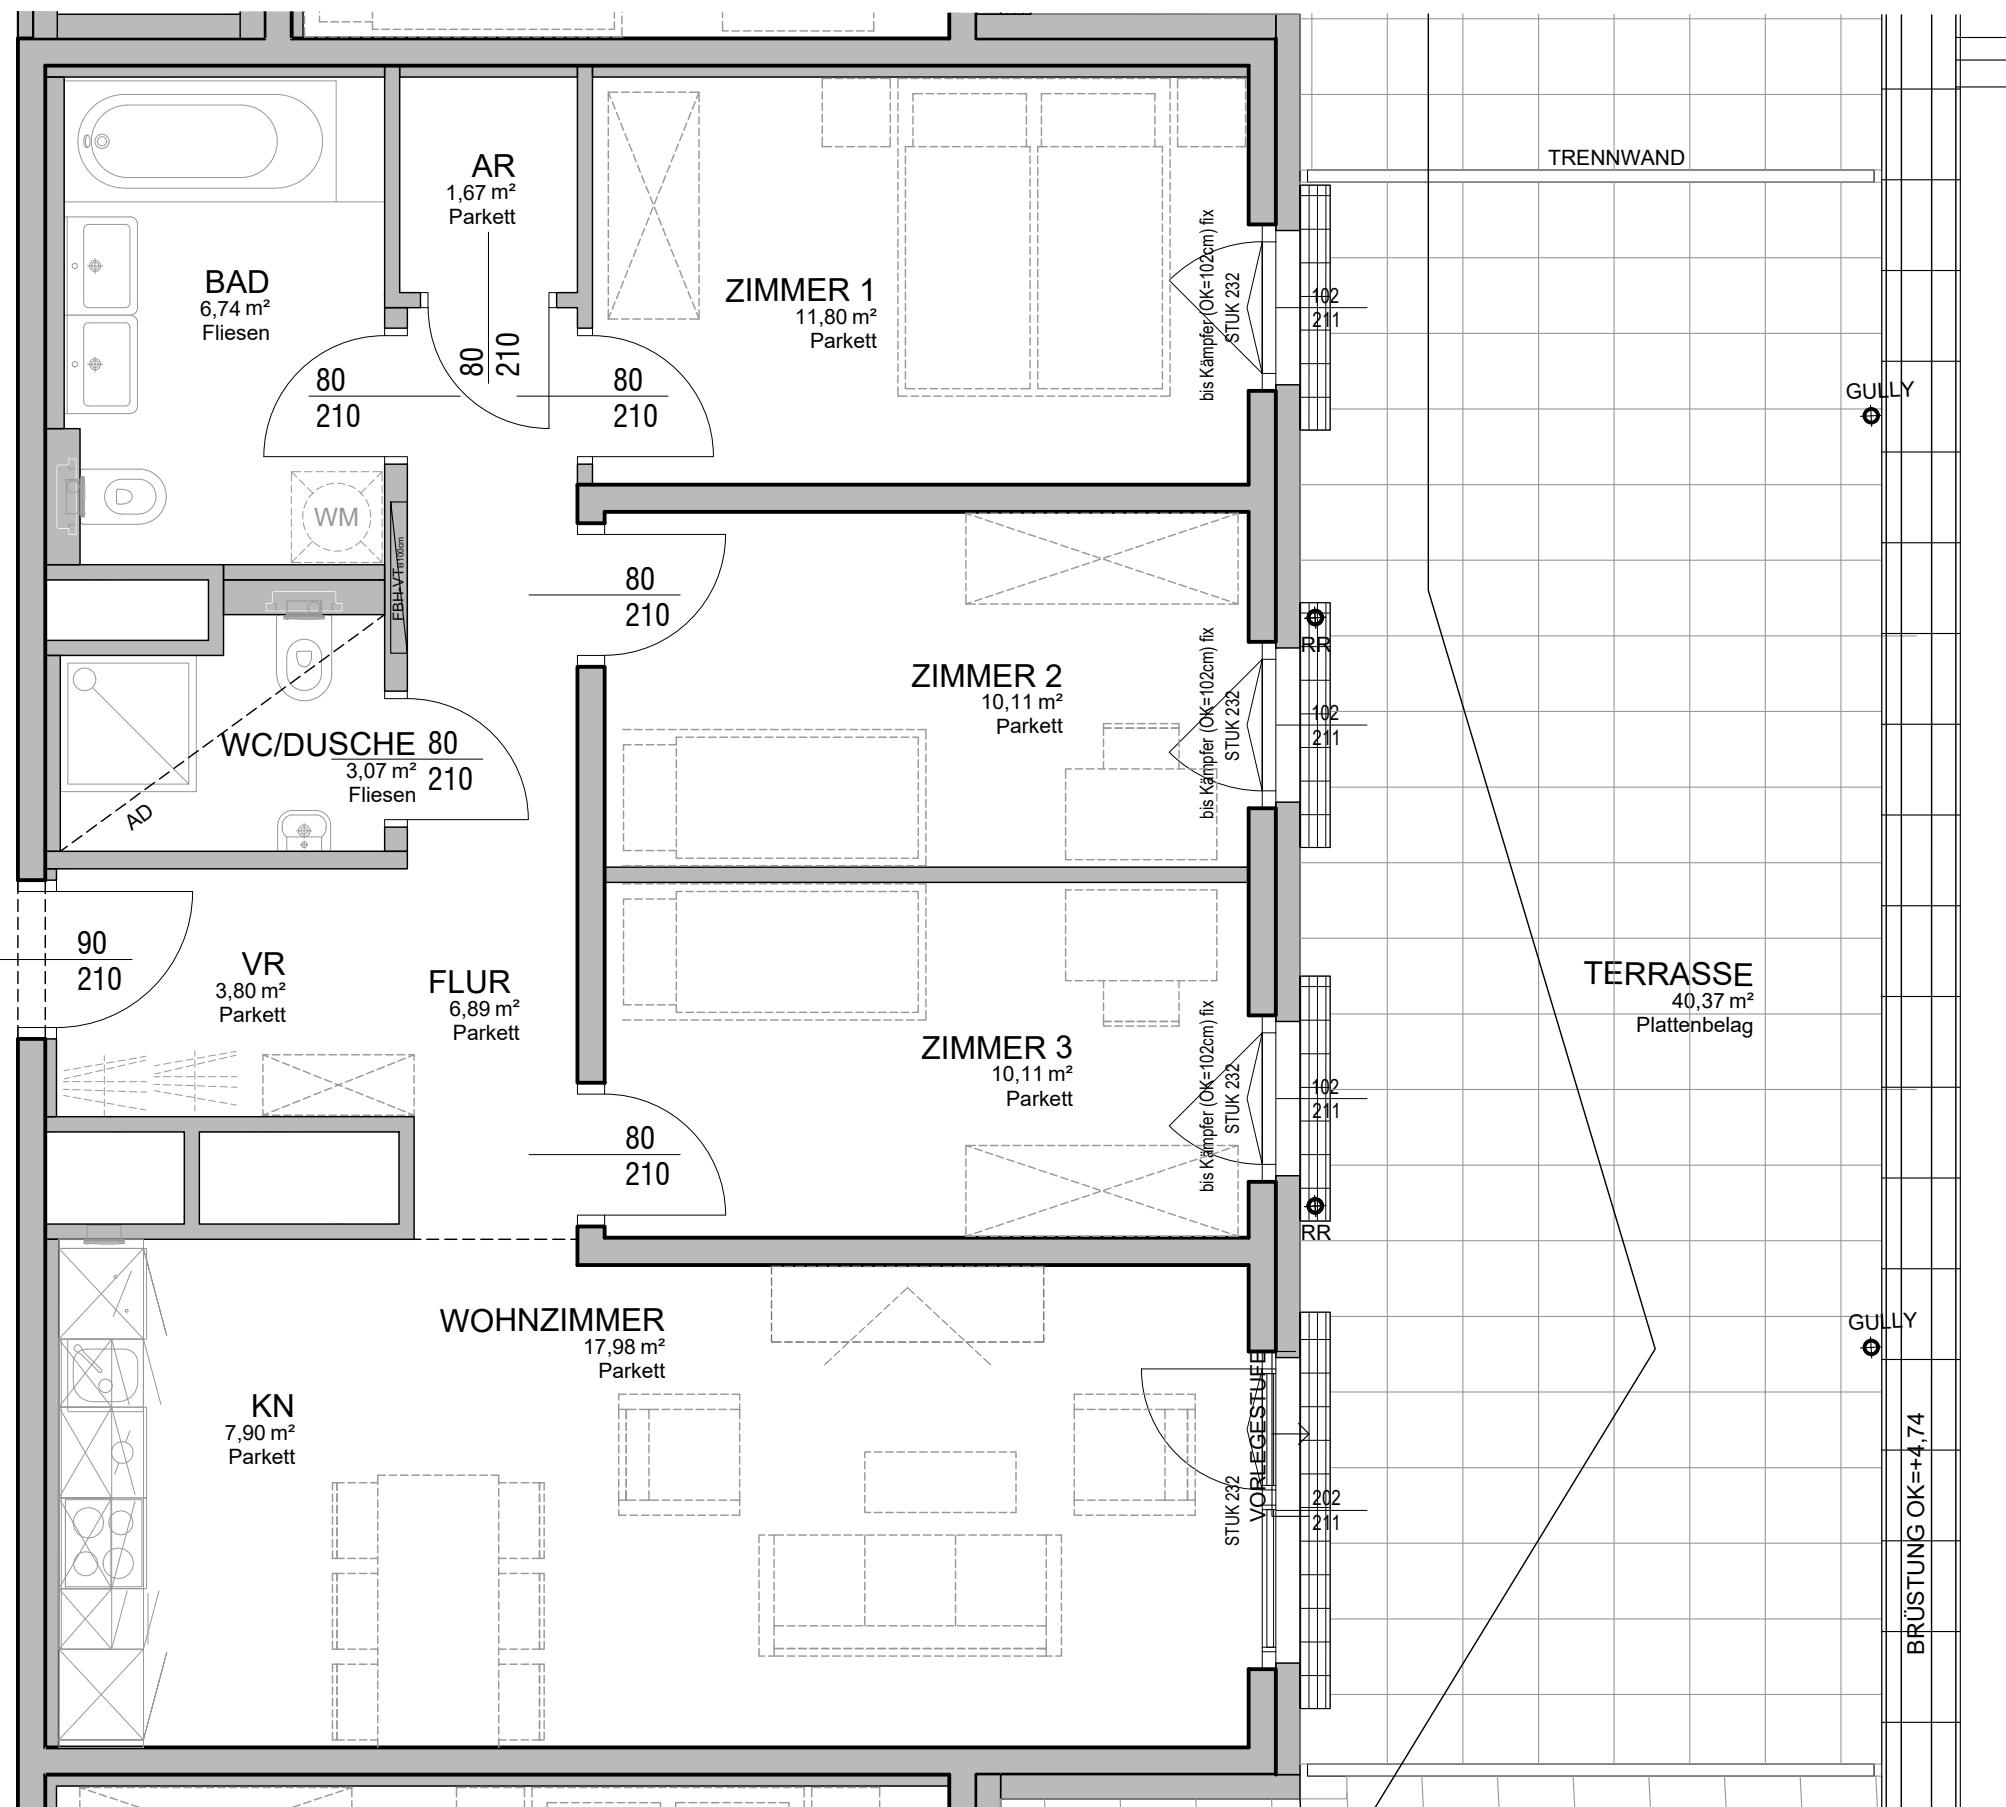 TRENNWAND
AR
1,67 m²
Parkett
80
210
BAD
6,74 m²
Fliesen
80
210
80
210
ZIMMER 1
11,80 m²
Parkett
bis Kämpfer (OK=102cm) fix
STUK 232
102
211
GULLY
WM
FBH-VT B100cm
80
210
ZIMMER 2
10,11 m²
Parkett
bis Kämpfer (OK=102cm) fix
STUK 232
RR
102
211
WC/DUSCHE
3,07 m²
Fliesen
80
210
AD
90
210
VR
3,80 m²
Parkett
FLUR
6,89 m²
Parkett
ZIMMER 3
10,11 m²
Parkett
bis Kämpfer (OK=102cm) fix
STUK 232
102
211
TERRASSE
40,37 m²
Plattenbelag
80
210
RR
WOHNZIMMER
17,98 m²
Parkett
KN
7,90 m²
Parkett
VORLEGESTUFE
STUK 232
202
211
GULLY
BRÜSTUNG OK=+4,74